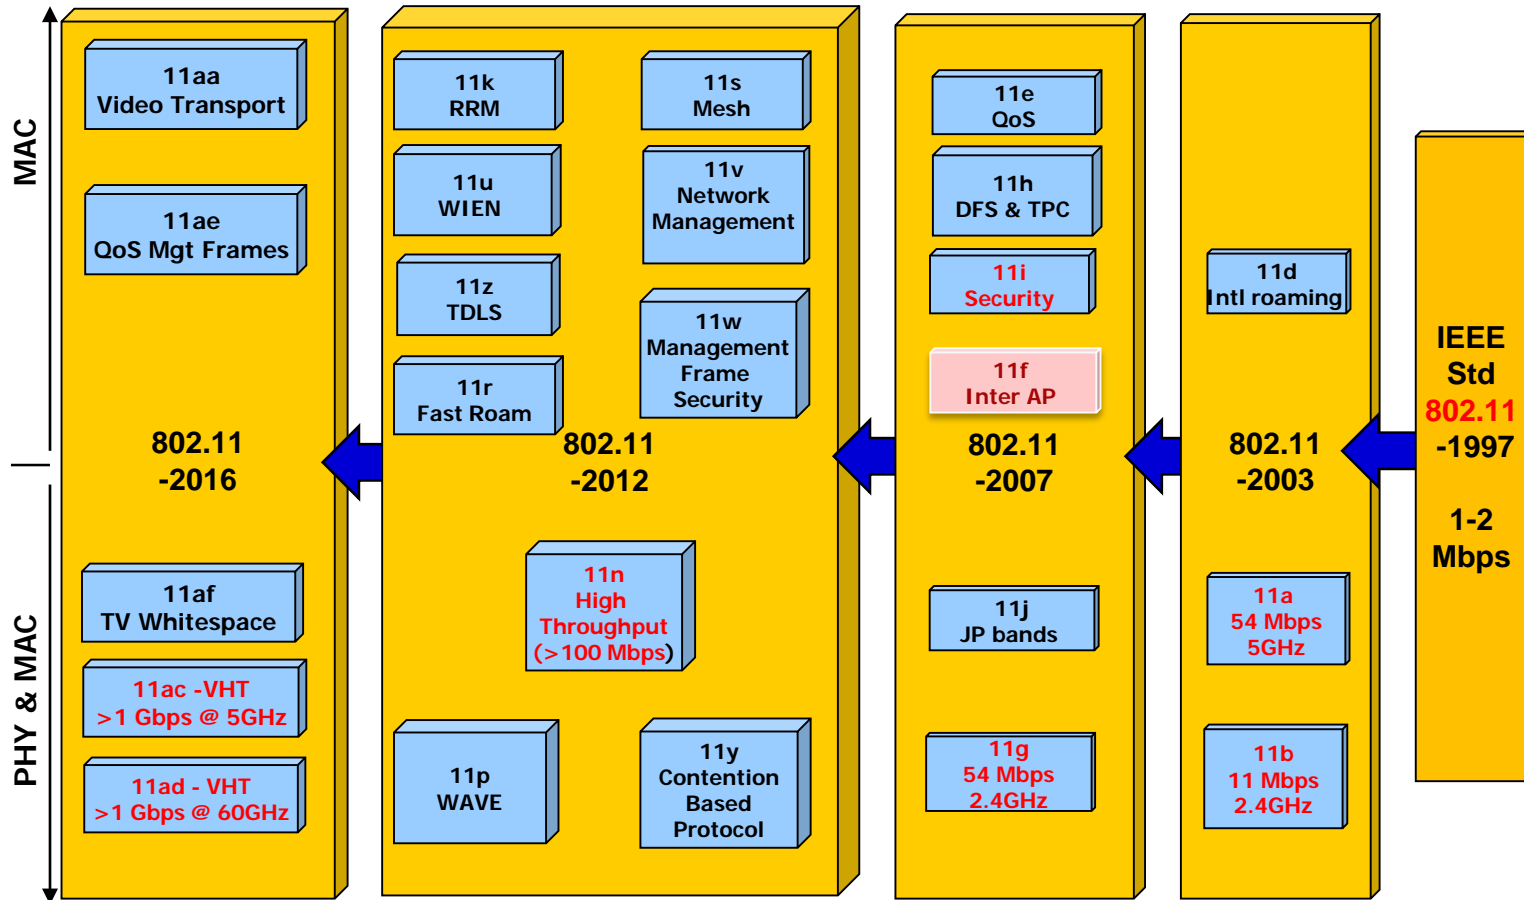 MAC
PHY & MAC
11aa
Video Transport
11ae
QoS Mgt Frames
802.11
-2016
11af
TV Whitespace
11ac -VHT
>1 Gbps @ 5GHz
11ad - VHT
>1 Gbps @ 60GHz
11k
RRM
11s
Mesh
11u
WIEN
11v
Network
Management
11z
TDLS
11w
Management
Frame
Security
11r
Fast Roam
802.11
-2012
11n
High
Throughput
(>100 Mbps)
11p
WAVE
11y
Contention
Based
Protocol
11e
QoS
11h
DFS & TPC
11i
Security
11f
Inter AP
802.11
-2007
11j
JP bands
11g
54 Mbps
2.4GHz
11d
Intl roaming
802.11
-2003
11a
54 Mbps
5GHz
11b
11 Mbps
2.4GHz
IEEE
Std
802.11
-1997
1-2
Mbps